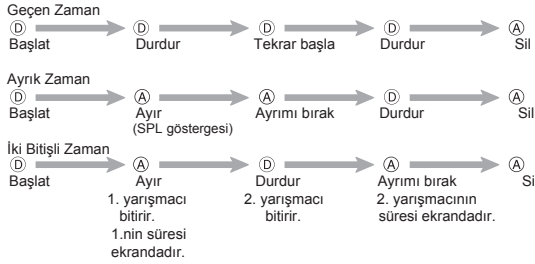 Geçen Zaman
Ⓓ Ⓓ Ⓓ Ⓓ Ⓐ
Başlat Durdur Tekrar başla Durdur Sil
Ayrık Zaman
Ⓓ Ⓐ Ⓐ Ⓓ Ⓐ
Başlat Ayır Ayrımı bırak Durdur Sil
(SPL göstergesi)
İki Bitişli Zaman
Ⓓ Ⓐ Ⓓ Ⓐ Ⓐ
Başlat Ayır Durdur Ayrımı bırak Si
1. yarışmacı 2. yarışmacı 2. yarışmacının
bitirir. bitirir. süresi ekrandadır.
1.nin süresi
ekrandadır.